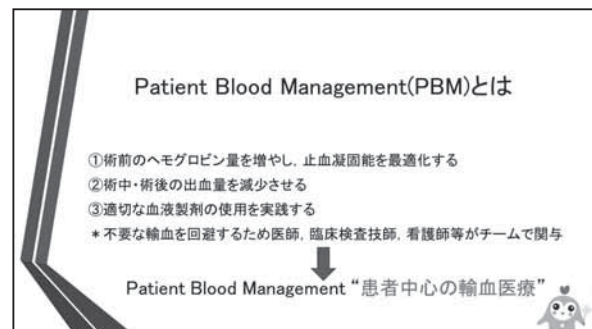 Patient Blood Management(PBM)とは
①術前のヘモグロビン量を増やし，止血凝固能を最適化する
②術中・術後の出血量を減少させる
③適切な血液製剤の使用を実践する
＊不要な輸血を回避するため医師，臨床検査技師，看護師等がチームで関与
Patient Blood Management “患者中心の輸血医療”